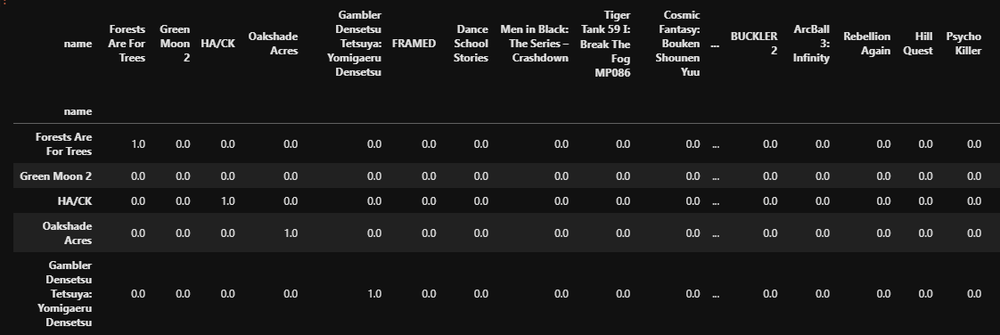 name Forests Are For Trees Green Moon 2 HA/CK Oakshade Acres Gambler Densetsu Tetsuya: Yomigaeru Densetsu FRAMED Dance School Stories Men in Black: The Series – Crashdown Tiger Tank 59 I: Break The Fog MP086 Cosmic Fantasy: Bouken Shounen Yuu ... BUCKLER 2 ArcBall 3: Infinity Rebellion Again Hill Quest Psycho Killer
name
Forests Are For Trees 1.0 0.0 0.0 0.0 0.0 0.0 0.0 0.0 0.0 0.0 ... 0.0 0.0 0.0 0.0 0.0
Green Moon 2 0.0 0.0 0.0 0.0 0.0 0.0 0.0 0.0 0.0 0.0 ... 0.0 0.0 0.0 0.0 0.0
HA/CK 0.0 0.0 1.0 0.0 0.0 0.0 0.0 0.0 0.0 0.0 ... 0.0 0.0 0.0 0.0 0.0
Oakshade Acres 0.0 0.0 0.0 1.0 0.0 0.0 0.0 0.0 0.0 0.0 ... 0.0 0.0 0.0 0.0 0.0
Gambler Densetsu Tetsuya: Yomigaeru Densetsu 0.0 0.0 0.0 0.0 1.0 0.0 0.0 0.0 0.0 0.0 ... 0.0 0.0 0.0 0.0 0.0